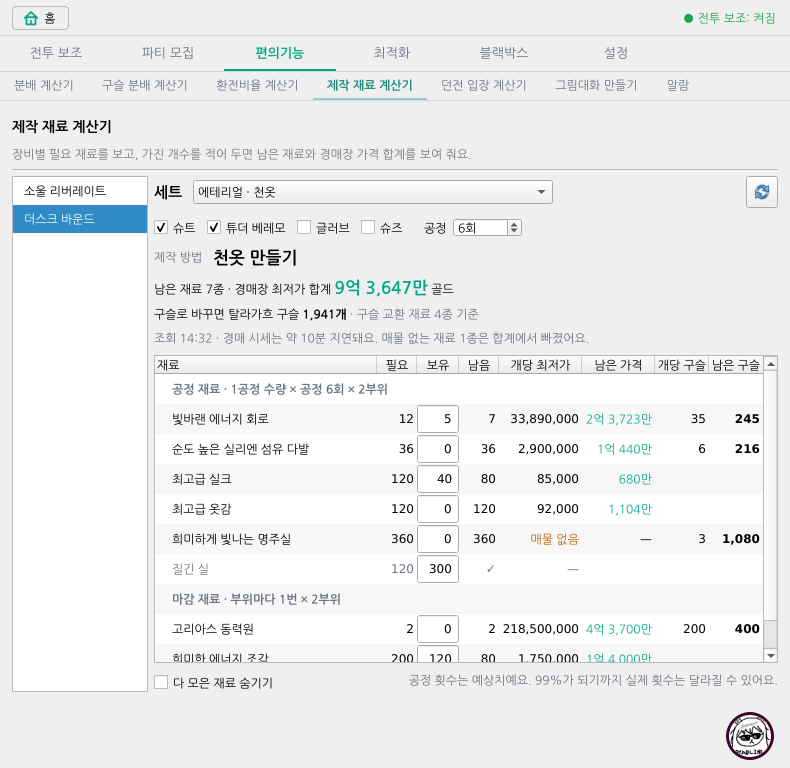 홈
전투 보조: 켜짐
전투 보조 파티 모집 편의기능 최적화 블랙박스 설정
분배 계산기 구슬 분배 계산기 환전비율 계산기 제작 재료 계산기 던전 입장 계산기 그림대화 만들기 알람
제작 재료 계산기
장비별 필요 재료를 보고, 가진 개수를 적어 두면 남은 재료와 경매장 가격 합계를 보여 줘요.
소울 리버레이트
더스크 바운드
세트 에테리얼 · 천옷
슈트 튜더 베레모 글러브 슈즈 공정 6회
제작 방법 천옷 만들기
남은 재료 7종 · 경매장 최저가 합계 9억 3,647만 골드
구슬로 바꾸면 탈라가흐 구슬 1,941개 · 구슬 교환 재료 4종 기준
조회 14:32 · 경매 시세는 약 10분 지연돼요. 매물 없는 재료 1종은 합계에서 빠졌어요.
재료 필요 보유 남음 개당 최저가 남은 가격 개당 구슬 남은 구슬
공정 재료 · 1공정 수량 × 공정 6회 × 2부위
빛바랜 에너지 회로 12 5 7 33,890,000 2억 3,723만 35 245
순도 높은 실리엔 섬유 다발 36 0 36 2,900,000 1억 440만 6 216
최고급 실크 120 40 80 85,000 680만
최고급 옷감 120 0 120 92,000 1,104만
희미하게 빛나는 명주실 360 0 360 매물 없음 — 3 1,080
질긴 실 120 300 ✓ —
마감 재료 · 부위마다 1번 × 2부위
고리아스 동력원 2 0 2 218,500,000 4억 3,700만 200 400
희미한 에너지 조각 200 120 80 1,750,000 1억 4,000만
다 모은 재료 숨기기
공정 횟수는 예상치예요. 99%가 되기까지 실제 횟수는 달라질 수 있어요.